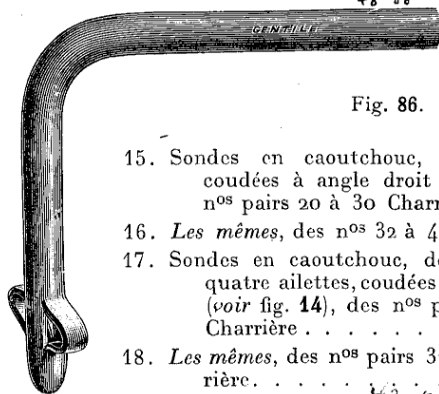 GENTILE
Fig. 86.
15. Sondes en caoutchouc,
coudées à angle droit
nos pairs 20 à 30 Charr
16. Les mêmes, des nos 32 à 4
17. Sondes en caoutchouc, d
quatre ailettes, coudées
(voir fig. 14), des nos p
Charrière . . . . . .
18. Les mêmes, des nos pairs 3
rière. . . . . . . .